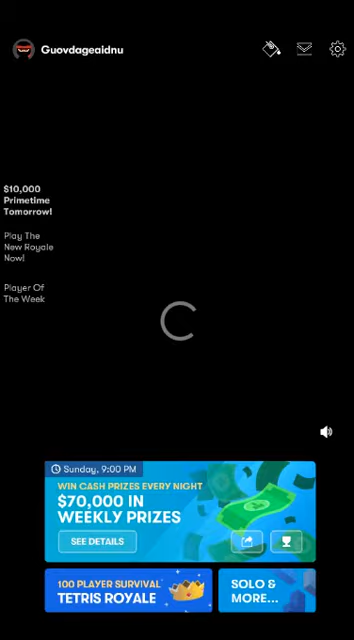 Guovdageaidnu
$10,000
Primetime
Tomorrow!
Play The
New Royale
Now!
Player Of
The Week
Sunday, 9:00 PM
WIN CASH PRIZES EVERY NIGHT
$70,000 IN
WEEKLY PRIZES
SEE DETAILS
100 PLAYER SURVIVAL
TETRIS ROYALE
SOLO &
MORE...